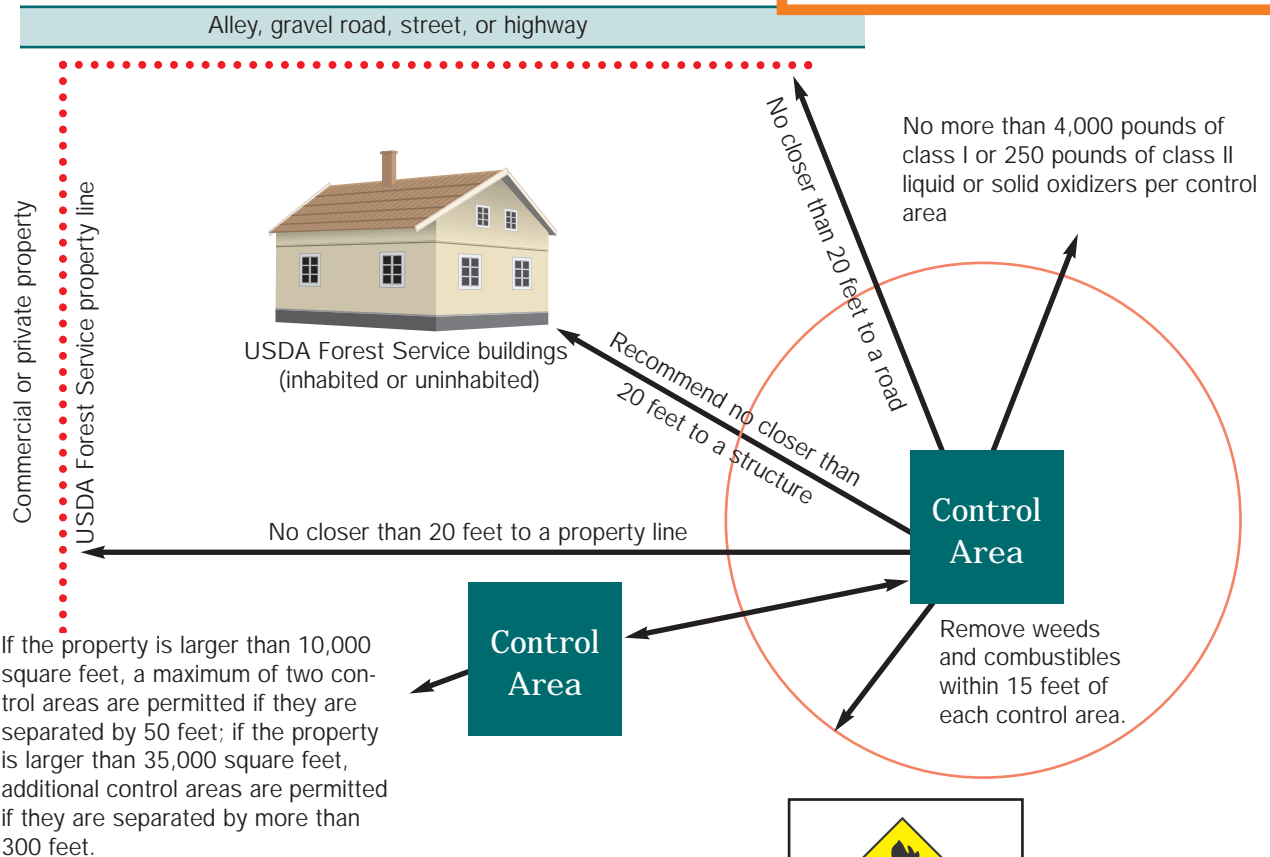 Alley, gravel road, street, or highway
Commercial or private property
USDA Forest Service property line
No closer than 20 feet to a road
No more than 4,000 pounds of
class I or 250 pounds of class II
liquid or solid oxidizers per control
area
USDA Forest Service buildings
(inhabited or uninhabited)
Recommend no closer than
20 feet to a structure
No closer than 20 feet to a property line
Control
Area
Control
Area
Remove weeds
and combustibles
within 15 feet of
each control area.
If the property is larger than 10,000
square feet, a maximum of two con-
trol areas are permitted if they are
separated by 50 feet; if the property
is larger than 35,000 square feet,
additional control areas are permitted
if they are separated by more than
300 feet.